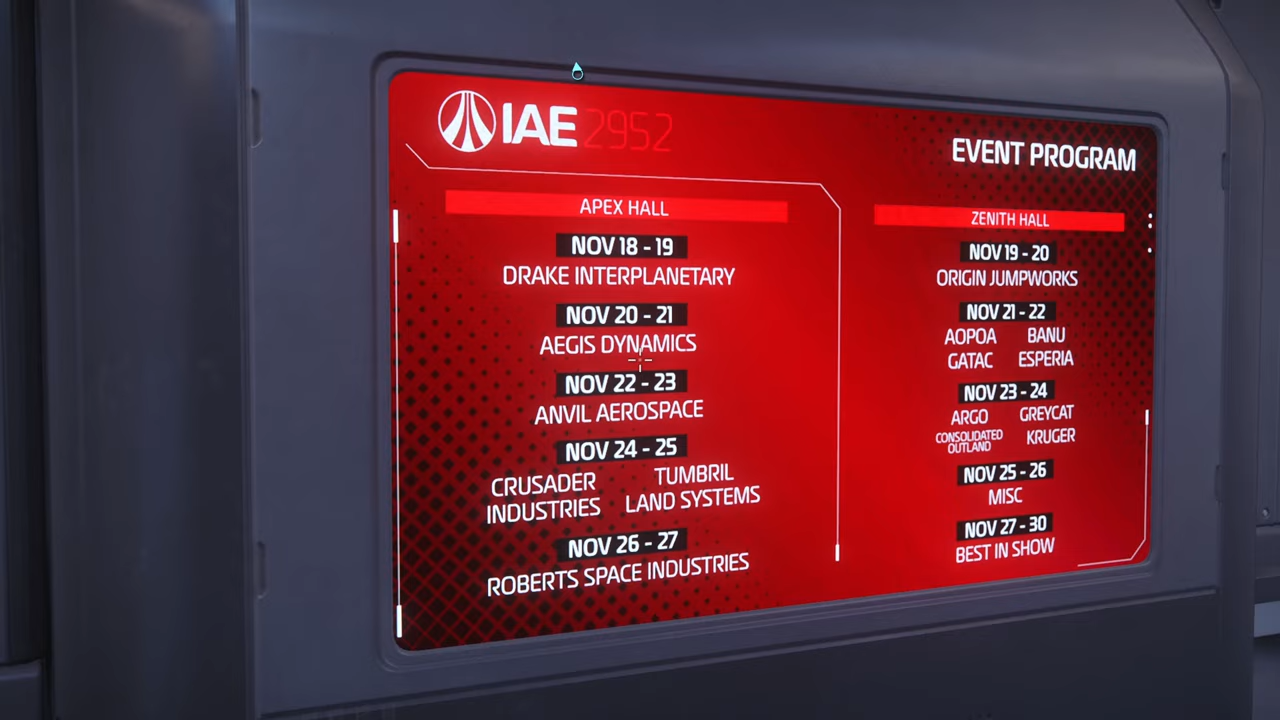 IAE 2952
EVENT PROGRAM
APEX HALL
NOV 18 - 19
DRAKE INTERPLANETARY
NOV 20 - 21
AEGIS DYNAMICS
NOV 22 - 23
ANVIL AEROSPACE
NOV 24 - 25
CRUSADER
INDUSTRIES
TUMBRIL
LAND SYSTEMS
NOV 26 - 27
ROBERTS SPACE INDUSTRIES
ZENITH HALL
NOV 19 - 20
ORIGIN JUMPWORKS
NOV 21 - 22
AOPOA BANU
GATAC ESPERIA
NOV 23 - 24
ARGO GREYCAT
CONSOLIDATED
OUTLAND
KRUGER
NOV 25 - 26
MISC
NOV 27 - 30
BEST IN SHOW